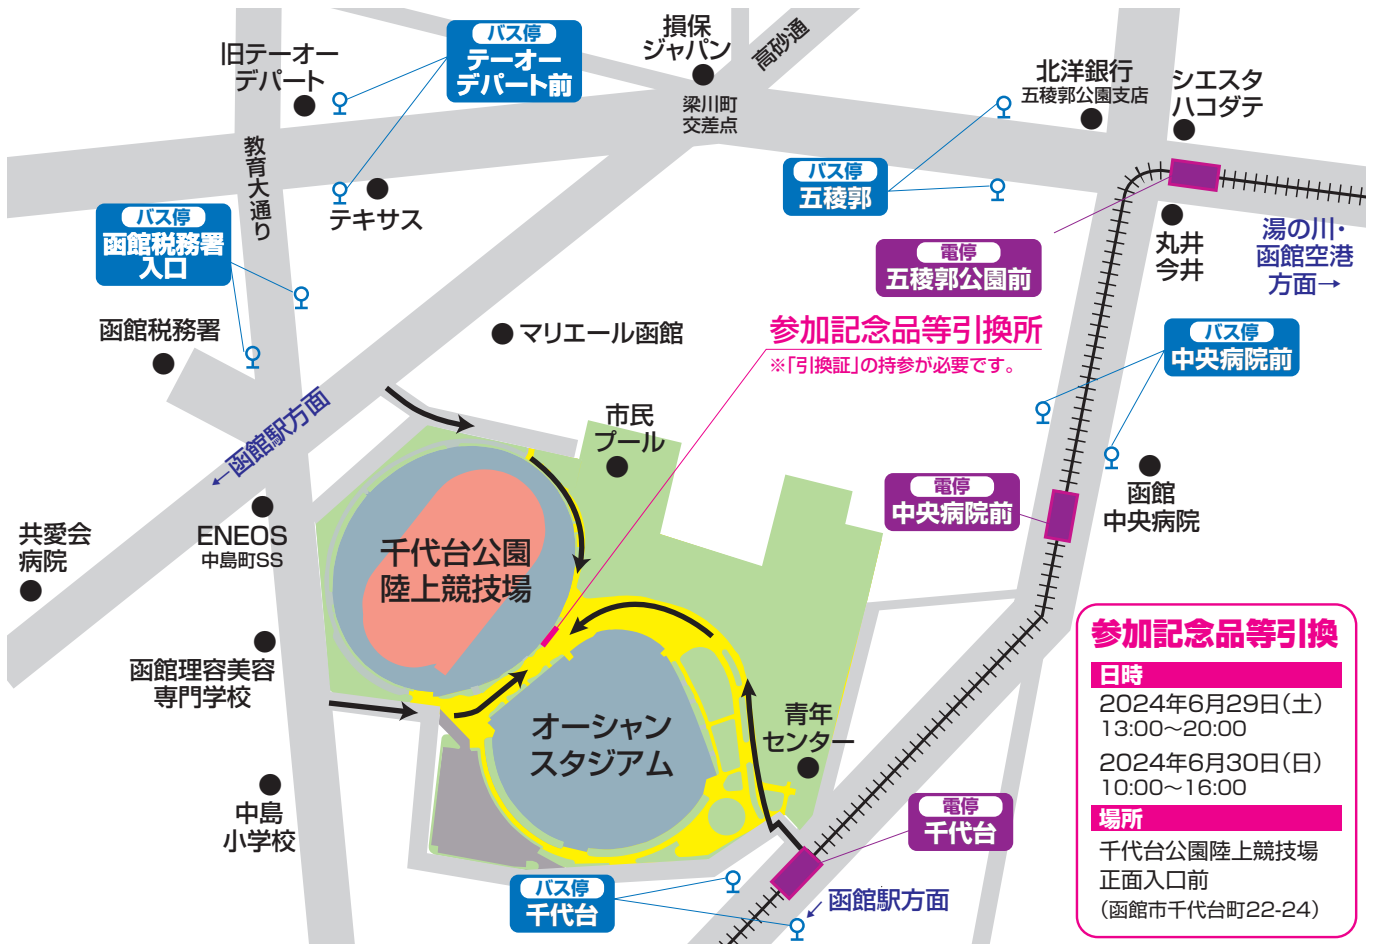 バス停
テーオー
デパート前
旧テーオー
デパート
損保
ジャパン
高砂通
梁川町
交差点
北洋銀行
五稜郭公園支店
シエスタ
ハコダテ
教育大通り
テキサス
バス停
五稜郭
バス停
函館税務署
入口
電停
五稜郭公園前
丸井
今井
湯の川・
函館空港
方面→
函館税務署
マリエール函館
参加記念品等引換所
※「引換証」の持参が必要です。
バス停
中央病院前
←函館駅方面
市民
プール
電停
中央病院前
函館
中央病院
共愛会
病院
ENEOS
中島町SS
千代台公園
陸上競技場
函館理容美容
専門学校
オーシャン
スタジアム
青年
センター
中島
小学校
電停
千代台
バス停
千代台
↙函館駅方面
参加記念品等引換
日時
2024年6月29日(土)
13:00〜20:00
2024年6月30日(日)
10:00〜16:00
場所
千代台公園陸上競技場
正面入口前
(函館市千代台町22-24)